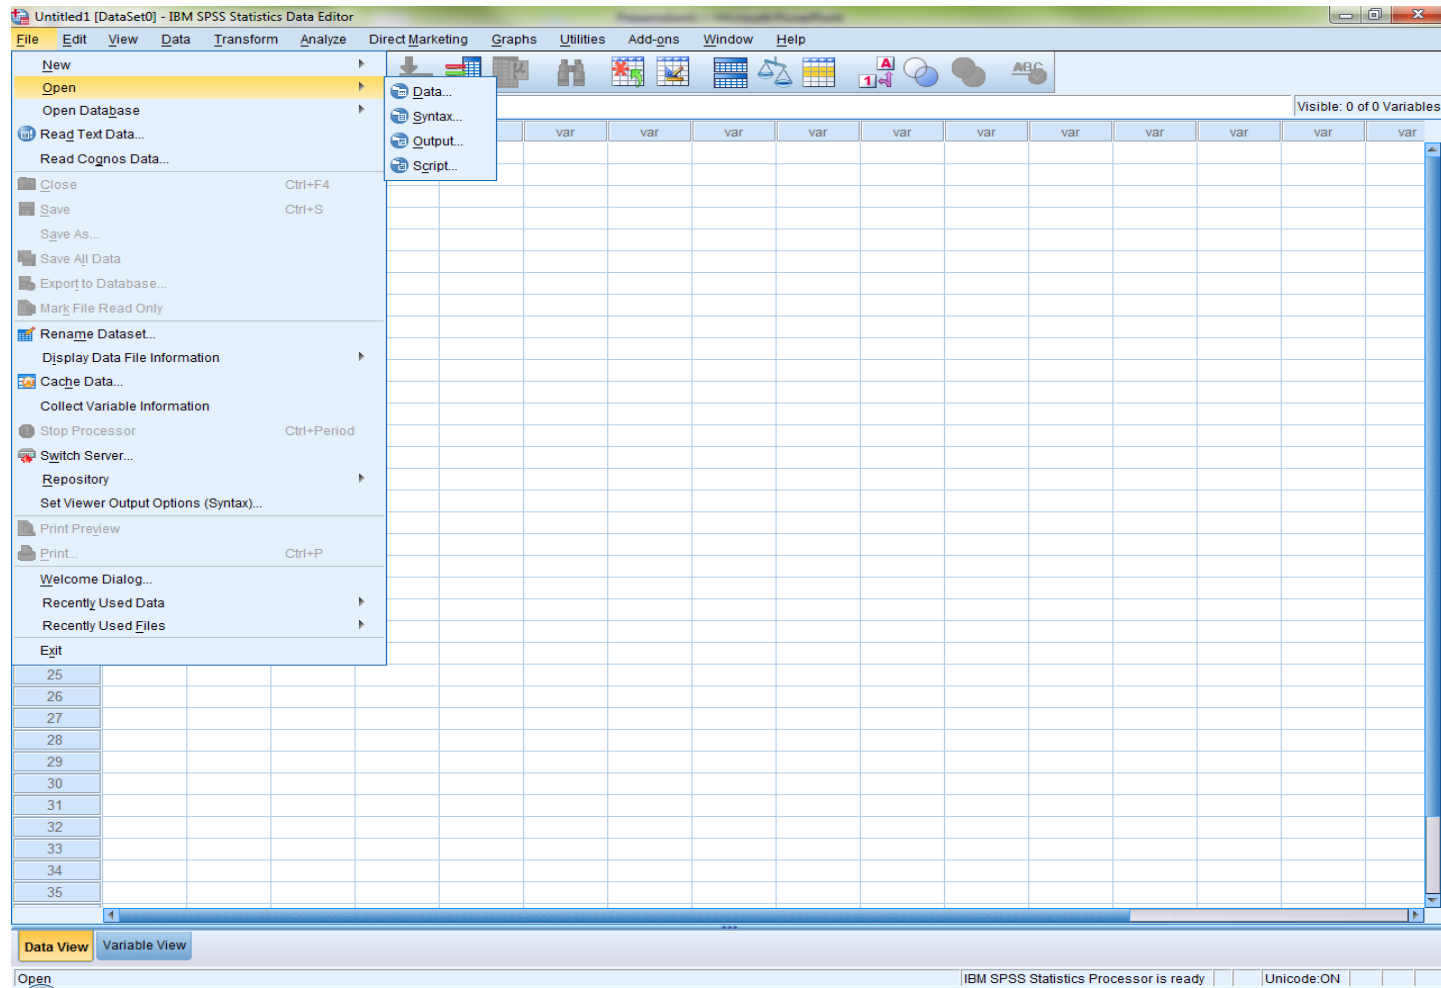 Untitled1 [DataSet0] - IBM SPSS Statistics Data Editor
File Edit View Data Transform Analyze Direct Marketing Graphs Utilities Add-ons Window Help
New
Open
Open Database
Read Text Data...
Read Cognos Data...
Close Ctrl+F4
Save Ctrl+S
Save As...
Save All Data
Export to Database...
Mark File Read Only
Rename Dataset...
Display Data File Information
Cache Data...
Collect Variable Information
Stop Processor Ctrl+Period
Switch Server...
Repository
Set Viewer Output Options (Syntax)...
Print Preview
Print... Ctrl+P
Welcome Dialog...
Recently Used Data
Recently Used Files
Exit
Data...
Syntax...
Output...
Script...
A
1
ABC
Visible: 0 of 0 Variables
var var var var var var var var var var var
25
26
27
28
29
30
31
32
33
34
35
Data View Variable View
Open IBM SPSS Statistics Processor is ready Unicode:ON